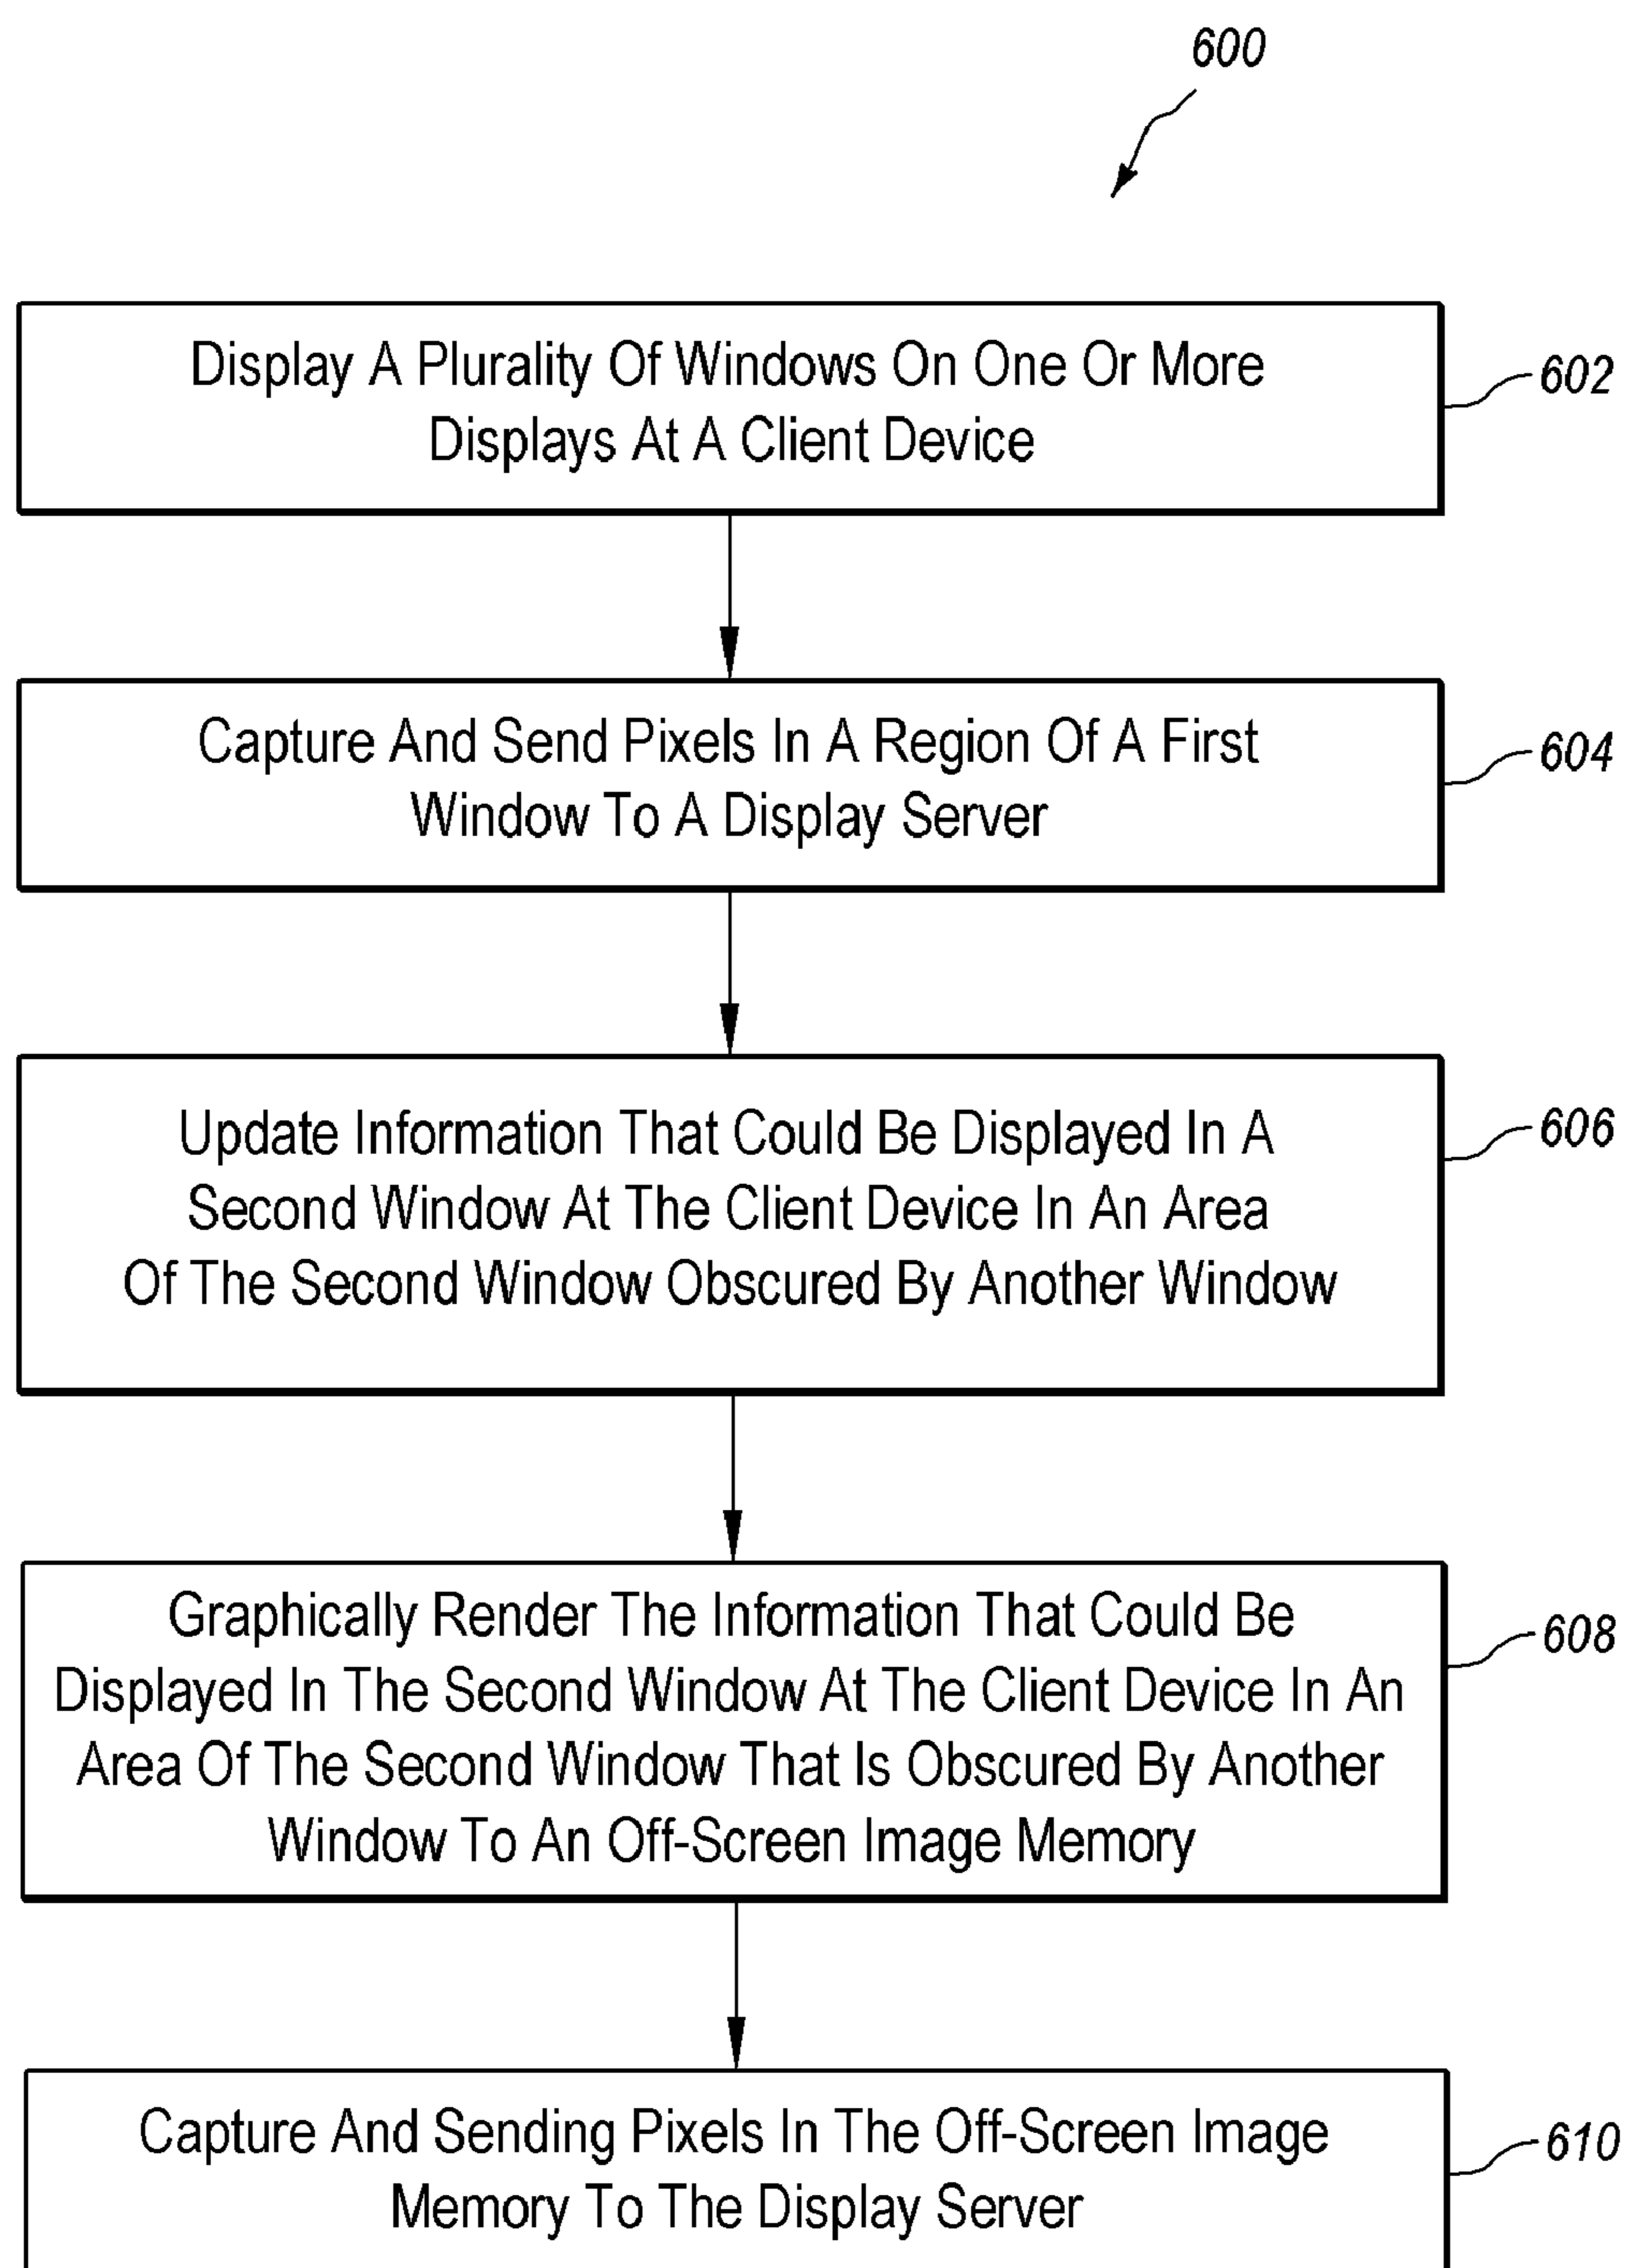 600
Display A Plurality Of Windows On One Or More
Displays At A Client Device
602
Capture And Send Pixels In A Region Of A First
Window To A Display Server
604
Update Information That Could Be Displayed In A
Second Window At The Client Device In An Area
Of The Second Window Obscured By Another Window
606
Graphically Render The Information That Could Be
Displayed In The Second Window At The Client Device In An
Area Of The Second Window That Is Obscured By Another
Window To An Off-Screen Image Memory
608
Capture And Sending Pixels In The Off-Screen Image
Memory To The Display Server
610